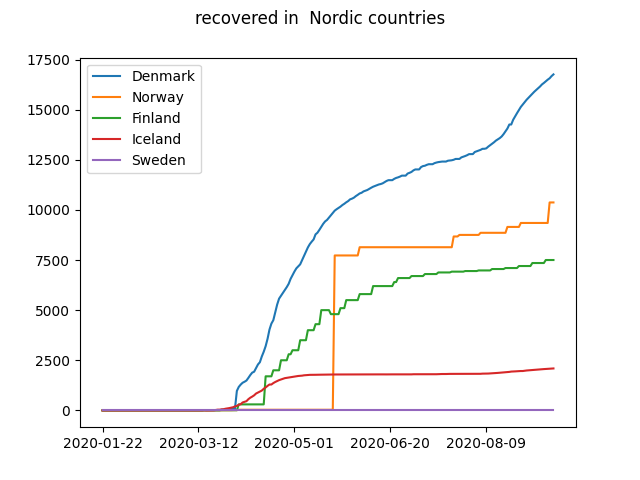 recovered in  Nordic countries
17500
15000
12500
10000
7500
5000
2500
0
Denmark
Norway
Finland
Iceland
Sweden
2020-01-22
2020-03-12
2020-05-01
2020-06-20
2020-08-09